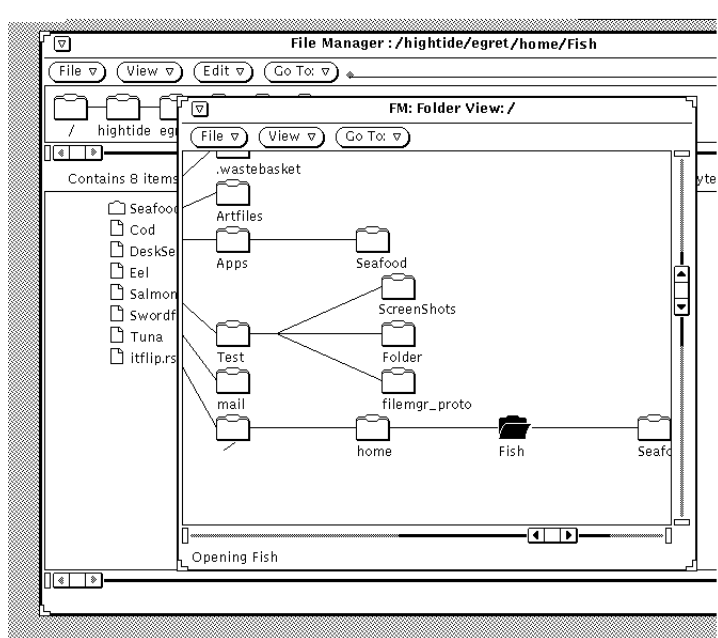 File Manager : /hightide/egret/home/Fish
File View Edit Go To:
/ hightide
FM: Folder View: /
File View Go To:
Contains 8 items
Cod
Eel
Salmon
Tuna
.wastebasket
Artfiles
Apps Seafood
ScreenShots
Test Folder
filemgr_proto
mail
/ home Fish
Opening Fish